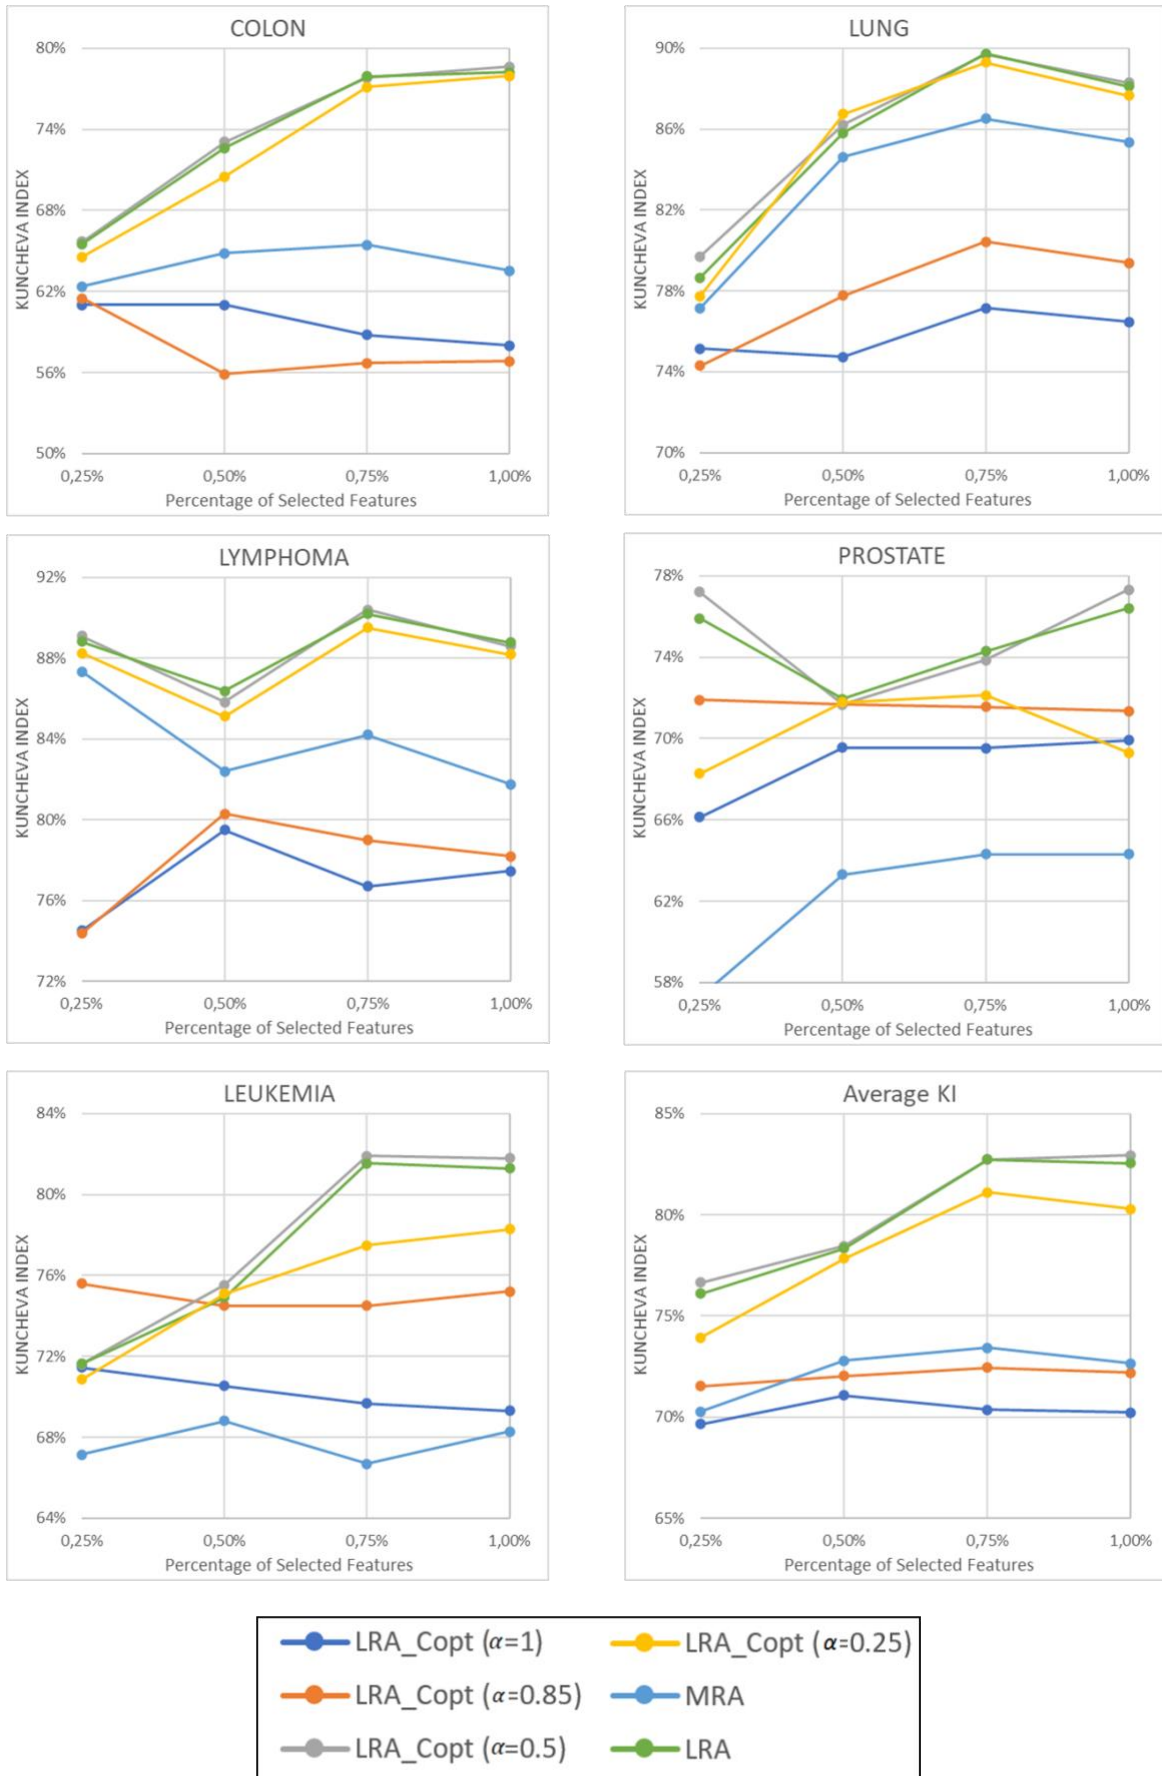 COLON
80%
74%
68%
62%
56%
50%
KUNCHEVA INDEX
0,25% 0,50% 0,75% 1,00%
Percentage of Selected Features
LUNG
90%
86%
82%
78%
74%
70%
KUNCHEVA INDEX
0,25% 0,50% 0,75% 1,00%
Percentage of Selected Features
LYMPHOMA
92%
88%
84%
80%
76%
72%
KUNCHEVA INDEX
0,25% 0,50% 0,75% 1,00%
Percentage of Selected Features
PROSTATE
78%
74%
70%
66%
62%
58%
KUNCHEVA INDEX
0,25% 0,50% 0,75% 1,00%
Percentage of Selected Features
LEUKEMIA
84%
80%
76%
72%
68%
64%
KUNCHEVA INDEX
0,25% 0,50% 0,75% 1,00%
Percentage of Selected Features
Average KI
85%
80%
75%
70%
65%
KUNCHEVA INDEX
0,25% 0,50% 0,75% 1,00%
Percentage of Selected Features
LRA_Copt (α=1) LRA_Copt (α=0.25)
LRA_Copt (α=0.85) MRA
LRA_Copt (α=0.5) LRA